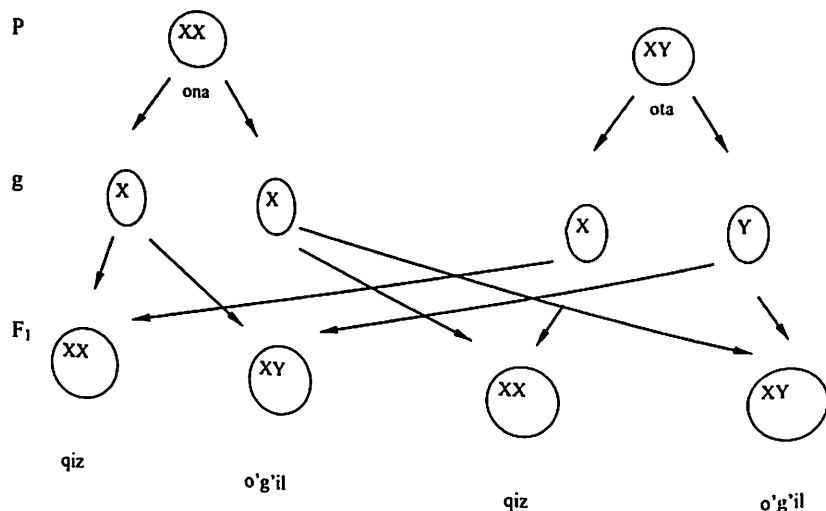 P XX XY
ona ota
g X X X Y
F₁ XX XY XX XY
qiz o'g'il qiz o'g'il